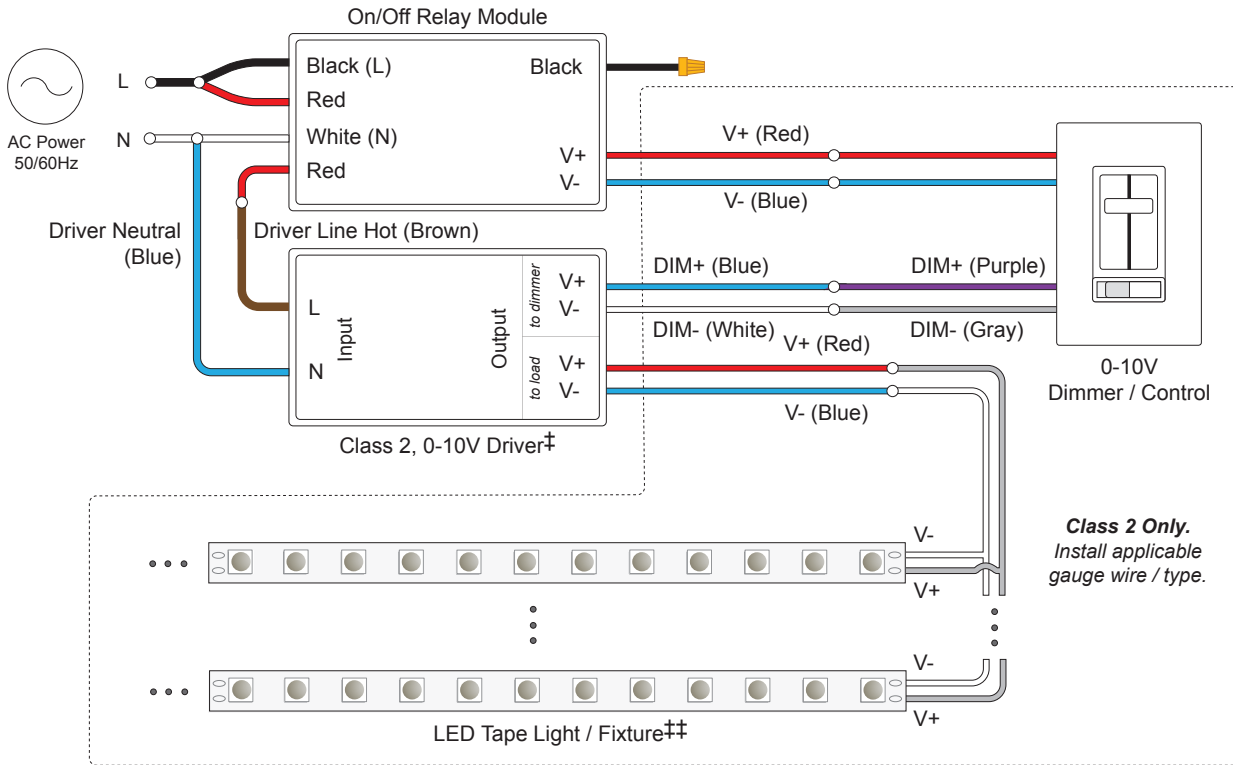 On/Off Relay Module
L
N
AC Power
50/60Hz
Black (L)
Red
White (N)
Red
Black
V+
V-
V+ (Red)
V- (Blue)
Driver Neutral
(Blue)
Driver Line Hot (Brown)
L
N
Input
Output
to dimmer
V+
V-
to load
V+
V-
Class 2, 0-10V Driver‡
DIM+ (Blue)
DIM+ (Purple)
DIM- (White)
DIM- (Gray)
V+ (Red)
V- (Blue)
0-10V
Dimmer / Control
Class 2 Only.
Install applicable
gauge wire / type.
V-
V+
V-
V+
LED Tape Light / Fixture‡‡